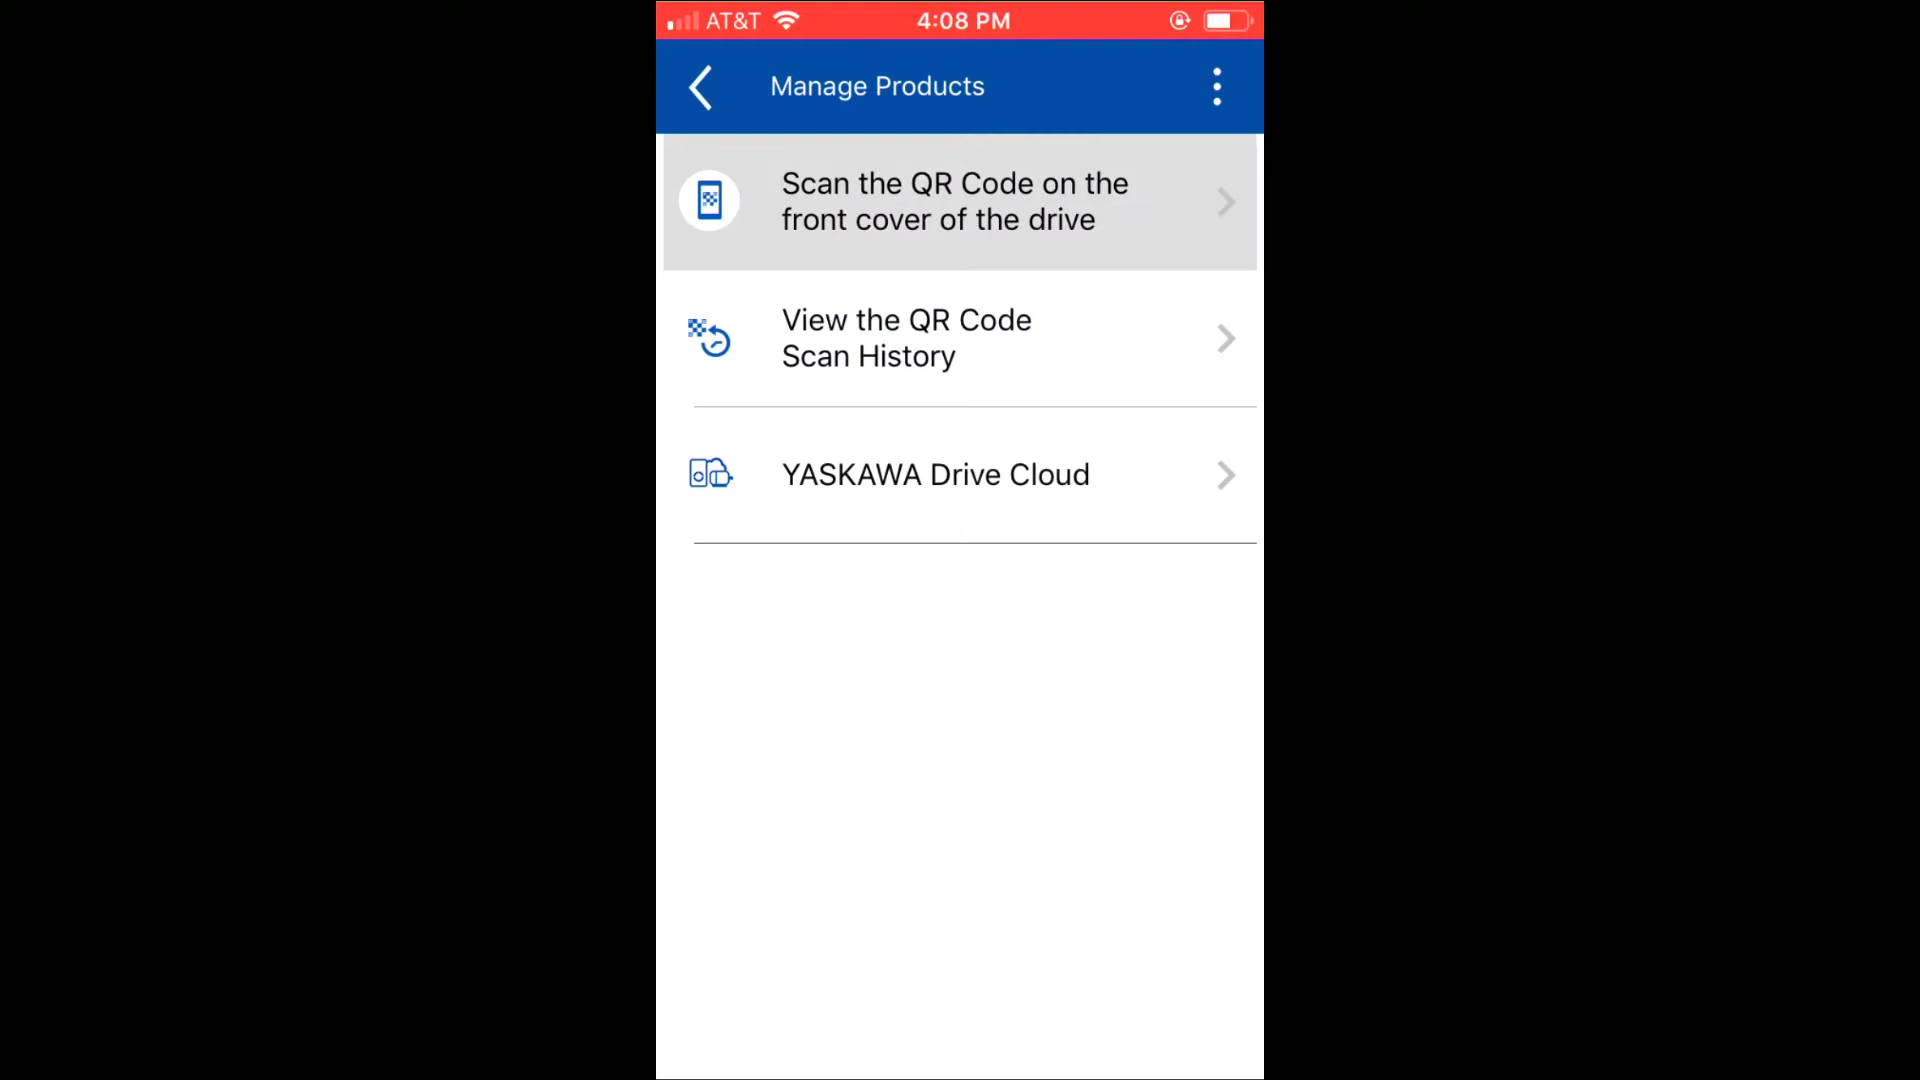 AT&T 4:08 PM
Manage Products
Scan the QR Code on the
front cover of the drive
View the QR Code
Scan History
YASKAWA Drive Cloud